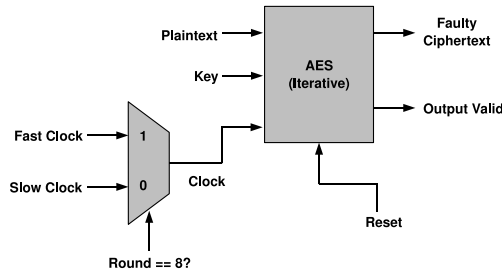 Plaintext
Key
AES
(Iterative)
Faulty
Ciphertext
Output Valid
Fast Clock
1
Slow Clock
0
Clock
Reset
Round == 8?